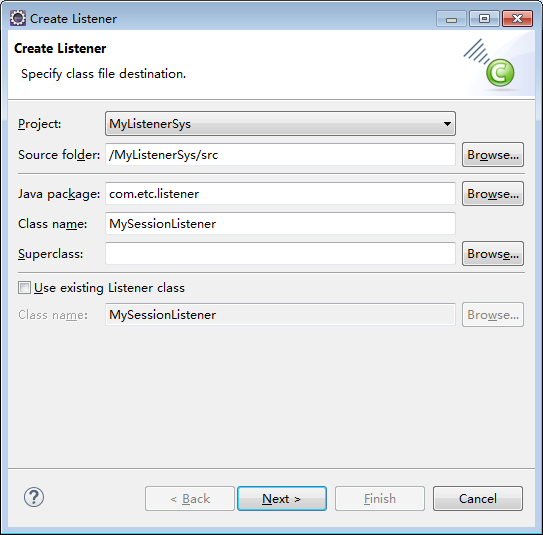 Create Listener
Create Listener
Specify class file destination.
C
Project: MyListenerSys
Source folder: /MyListenerSys/src Browse...
Java package: com.etc.listener Browse...
Class name: MySessionListener
Superclass: Browse...
Use existing Listener class
Class name: MySessionListener Browse...
? < Back Next > Finish Cancel